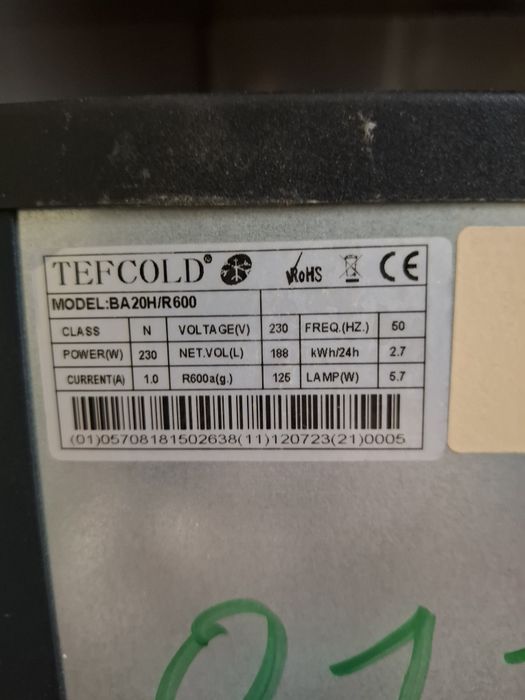 TEFCOLD® RoHS CE
MODEL:BA20H/R600
CLASS N VOLTAGE(V) 230 FREQ.(HZ.) 50
POWER(W) 230 NET.VOL(L) 188 kWh/24h 2.7
CURRENT(A) 1.0 R600a(g.) 125 LAMP(W) 5.7
(01)05708181502638(11)120723(21)0005